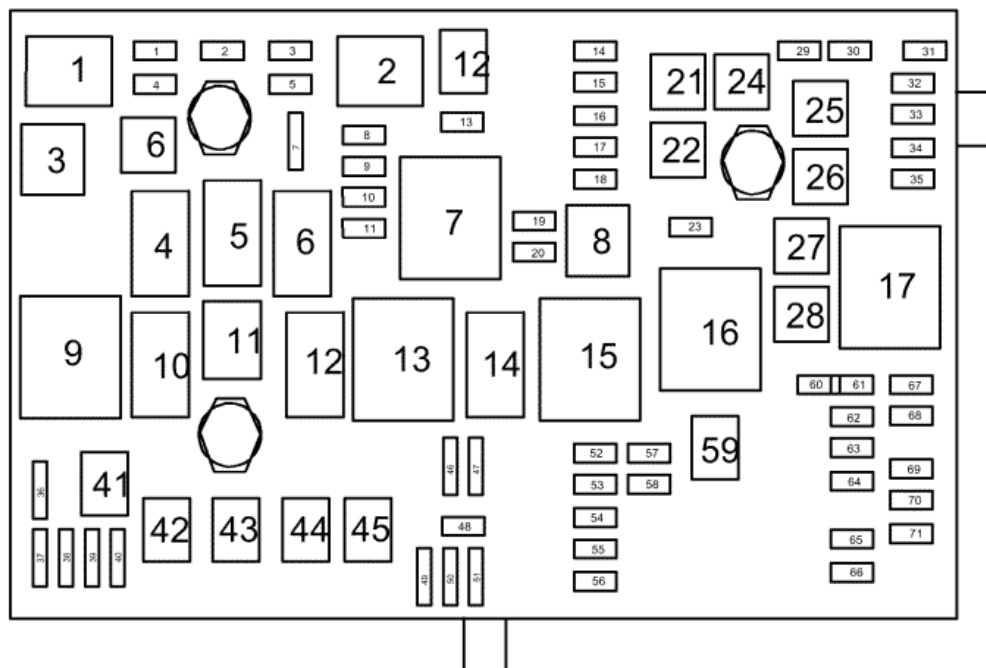 1 1 2 3 2 12 14 21 24 29 30 31
4 5 15 32
3 6 7 8 13 16 22 25 33
9 17 26 34
10 18 35
4 5 6 11 7 19 8 23 27 17
20
9 10 11 12 13 14 15 16 28
60 61 67
62 68
36 41 46 47 52 57 59 63 69
53 58 64 70
42 43 44 45 48 54 65 71
37 38 39 40 49 50 51 55 66
56